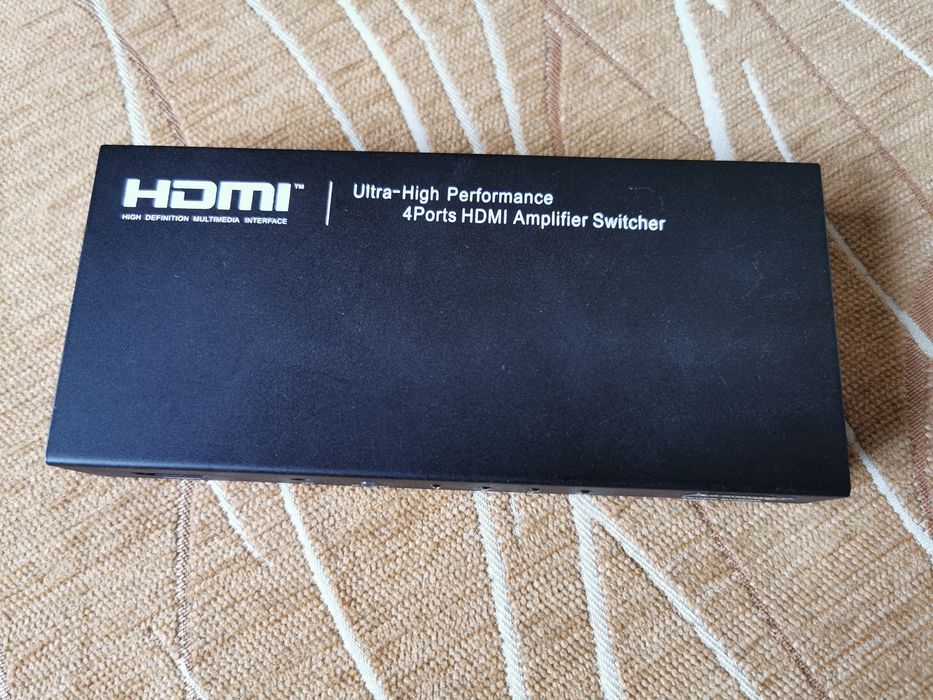 HDMI™
HIGH DEFINITION MULTIMEDIA INTERFACE
Ultra-High Performance
4Ports HDMI Amplifier Switcher